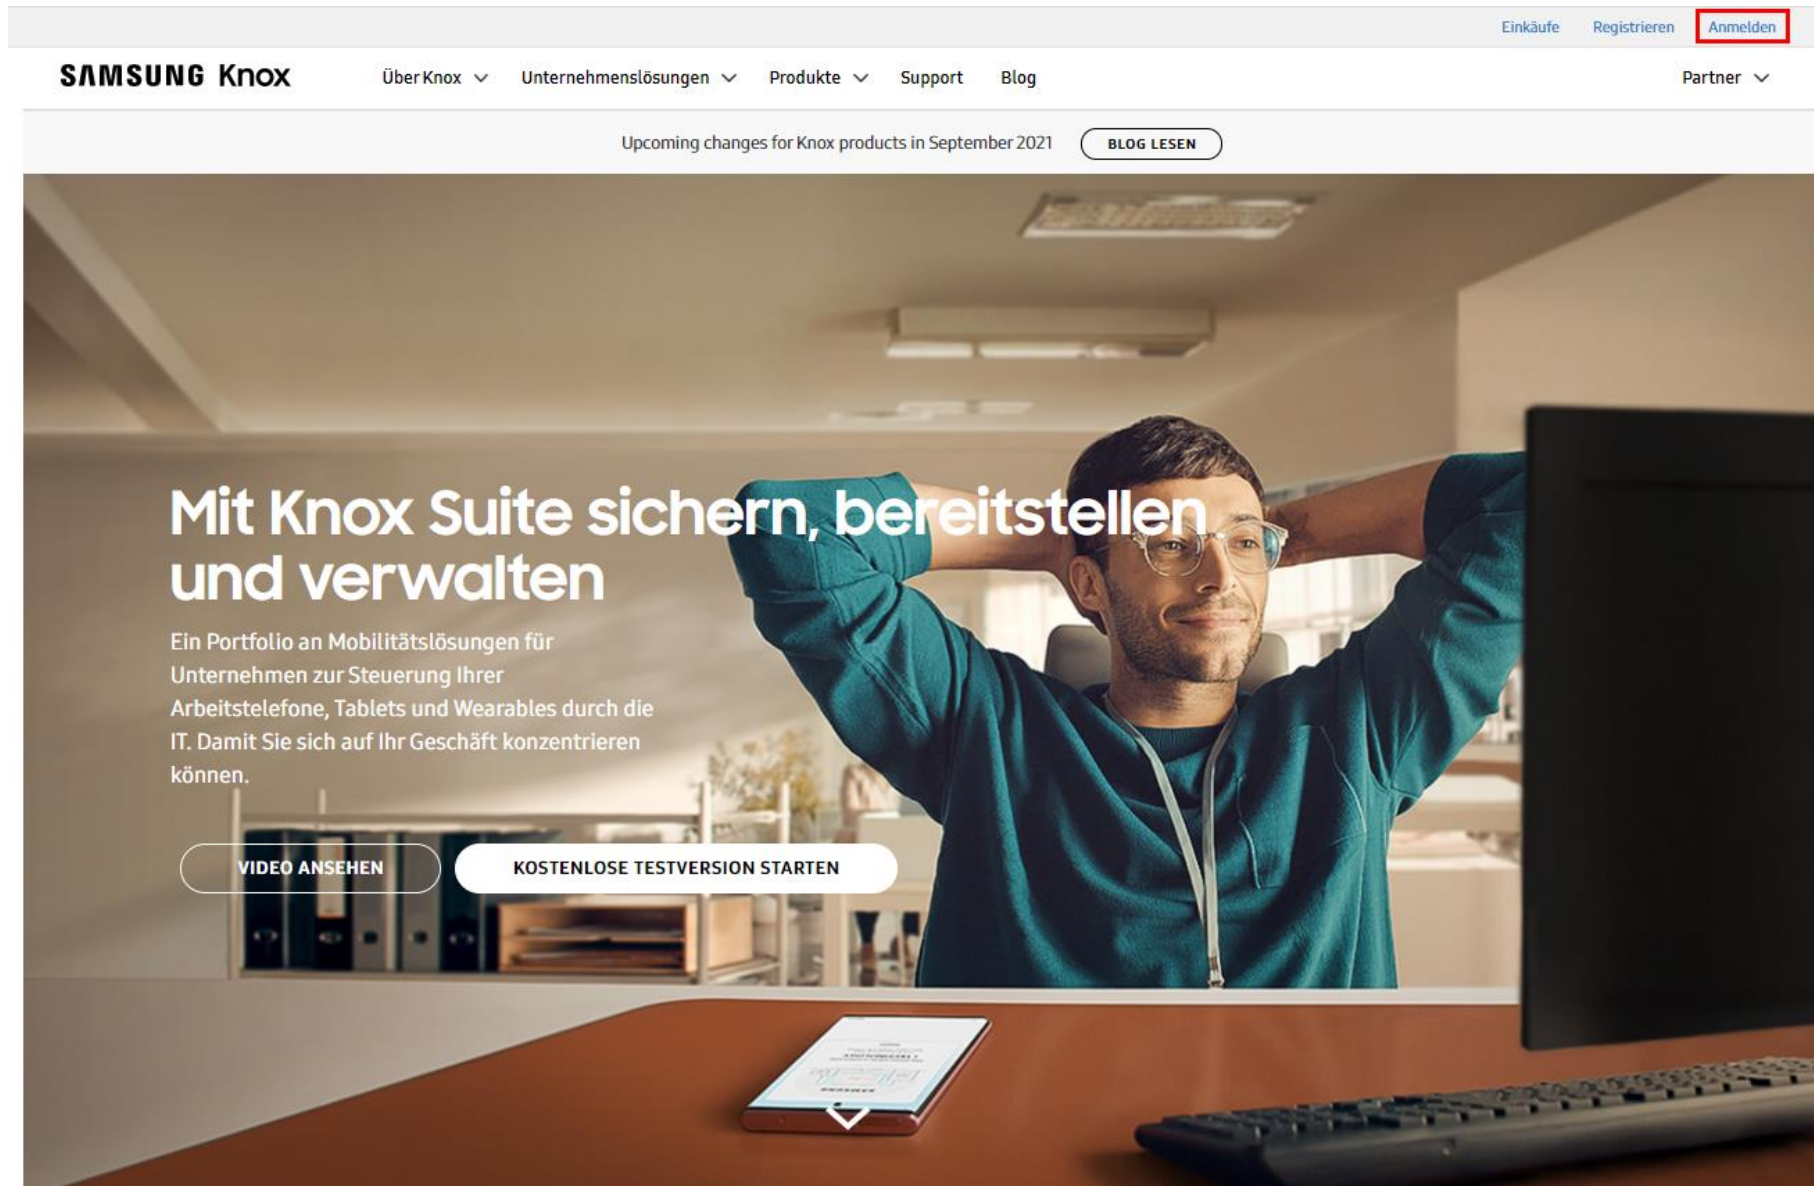 Einkäufe Registrieren Anmelden
SAMSUNG Knox Über Knox Unternehmenslösungen Produkte Support Blog Partner
Upcoming changes for Knox products in September 2021 BLOG LESEN
Mit Knox Suite sichern, bereitstellen
und verwalten
Ein Portfolio an Mobilitätslösungen für
Unternehmen zur Steuerung Ihrer
Arbeitstelefone, Tablets und Wearables durch die
IT. Damit Sie sich auf Ihr Geschäft konzentrieren
können.
VIDEO ANSEHEN KOSTENLOSE TESTVERSION STARTEN
SAMSUNG